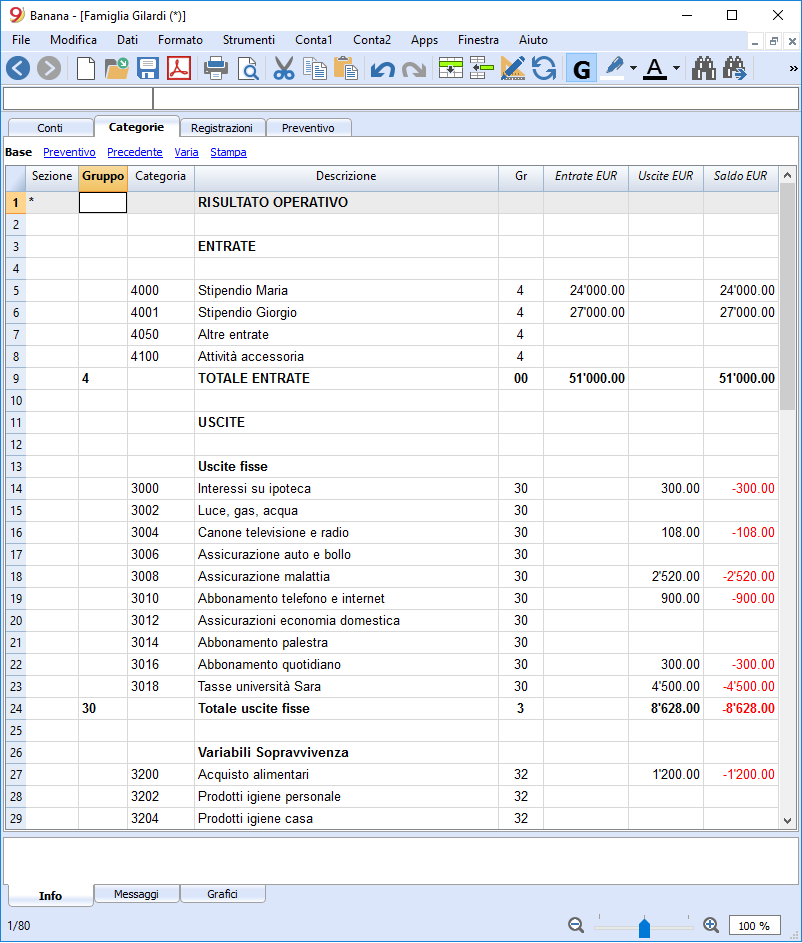 Banana - [Famiglia Gilardi (*)]
File Modifica Dati Formato Strumenti Conta1 Conta2 Apps Finestra Aiuto
G A »
Conti Categorie Registrazioni Preventivo
Base Preventivo Precedente Varia Stampa
Sezione Gruppo Categoria Descrizione Gr Entrate EUR Uscite EUR Saldo EUR
1 * RISULTATO OPERATIVO
2
3 ENTRATE
4
5 4000 Stipendio Maria 4 24'000.00 24'000.00
6 4001 Stipendio Giorgio 4 27'000.00 27'000.00
7 4050 Altre entrate 4
8 4100 Attività accessoria 4
9 4 TOTALE ENTRATE 00 51'000.00 51'000.00
10
11 USCITE
12
13 Uscite fisse
14 3000 Interessi su ipoteca 30 300.00 -300.00
15 3002 Luce, gas, acqua 30
16 3004 Canone televisione e radio 30 108.00 -108.00
17 3006 Assicurazione auto e bollo 30
18 3008 Assicurazione malattia 30 2'520.00 -2'520.00
19 3010 Abbonamento telefono e internet 30 900.00 -900.00
20 3012 Assicurazioni economia domestica 30
21 3014 Abbonamento palestra 30
22 3016 Abbonamento quotidiano 30 300.00 -300.00
23 3018 Tasse università Sara 30 4'500.00 -4'500.00
24 30 Totale uscite fisse 3 8'628.00 -8'628.00
25
26 Variabili Sopravvivenza
27 3200 Acquisto alimentari 32 1'200.00 -1'200.00
28 3202 Prodotti igiene personale 32
29 3204 Prodotti igiene casa 32
Info Messaggi Grafici
1/80 100 %